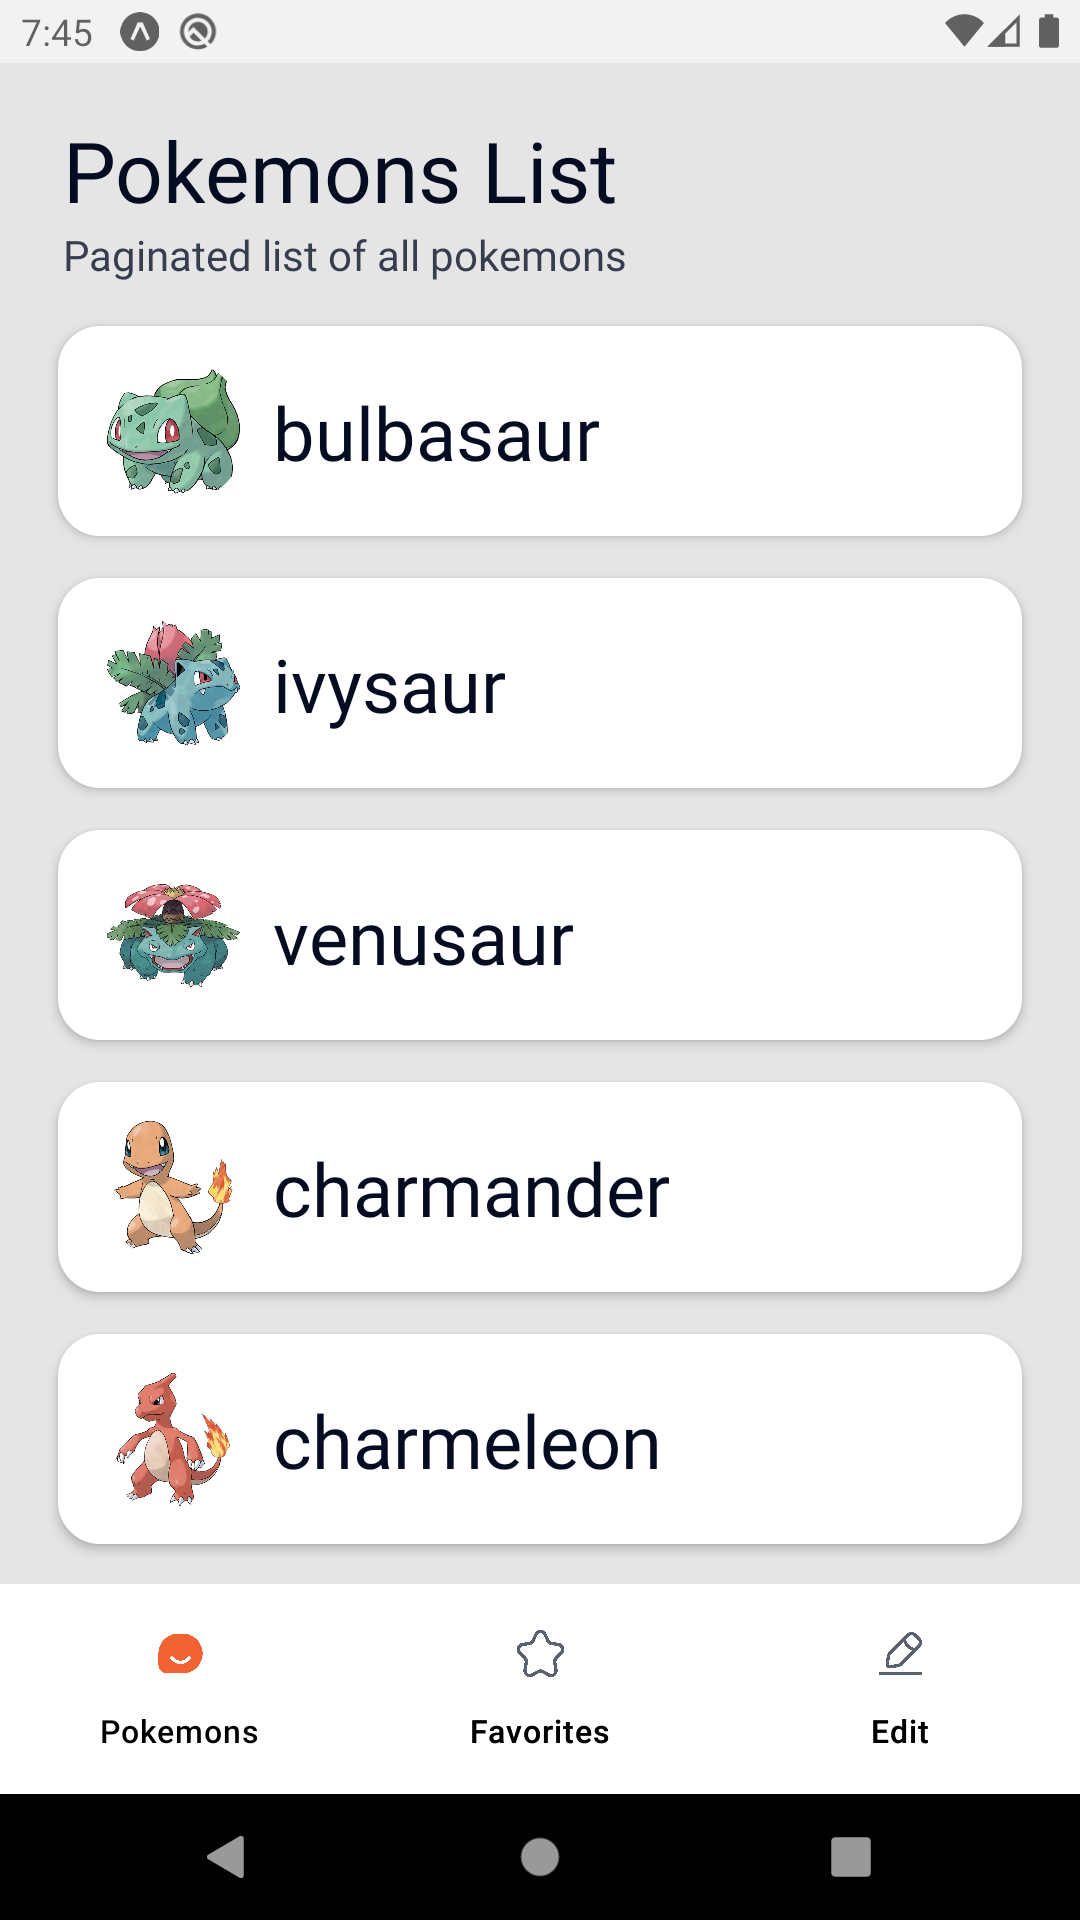 7:45
Pokemons List
Paginated list of all pokemons
bulbasaur
ivysaur
venusaur
charmander
charmeleon
Pokemons
Favorites
Edit